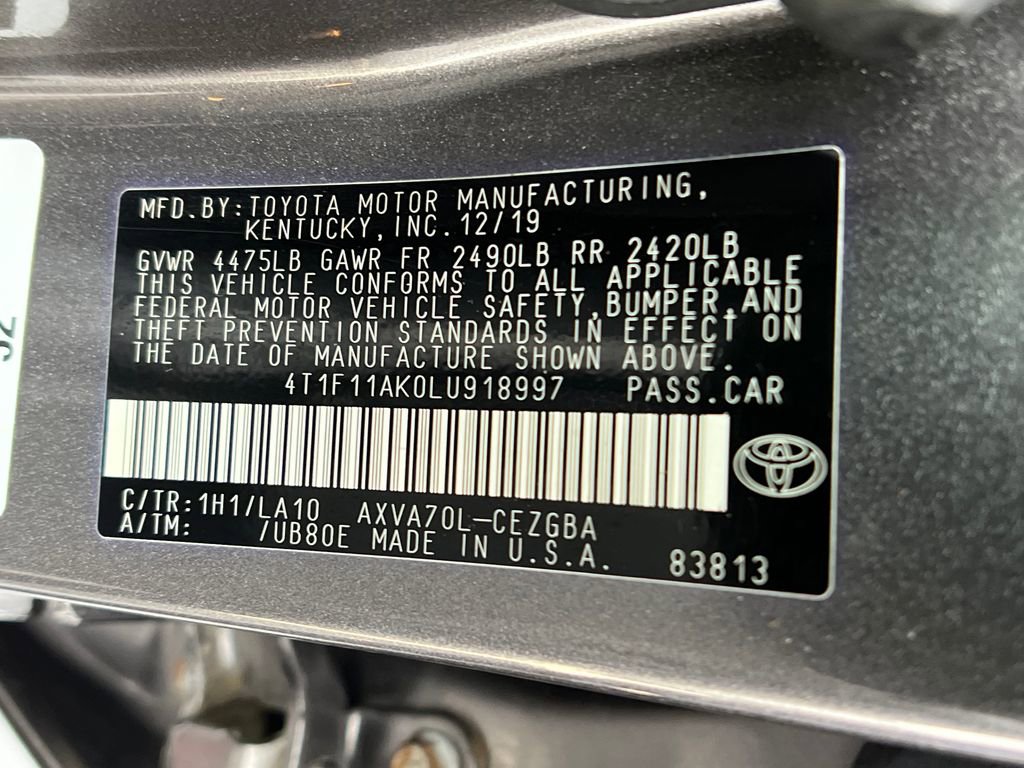 MFD.BY:TOYOTA MOTOR MANUFACTURING,
KENTUCKY,INC.12/19
GVWR 4475LB GAWR FR 2490LB RR 2420LB
THIS VEHICLE CONFORMS TO ALL APPLICABLE
FEDERAL MOTOR VEHICLE SAFETY,BUMPER,AND
THEFT PREVENTION STANDARDS IN EFFECT ON
THE DATE OF MANUFACTURE SHOWN ABOVE.
4T1F11AK0LU918997 PASS.CAR
C/TR:1H1/LA10 AXVA70L-CEZGBA
A/TM: /UB80E MADE IN U.S.A. 83813